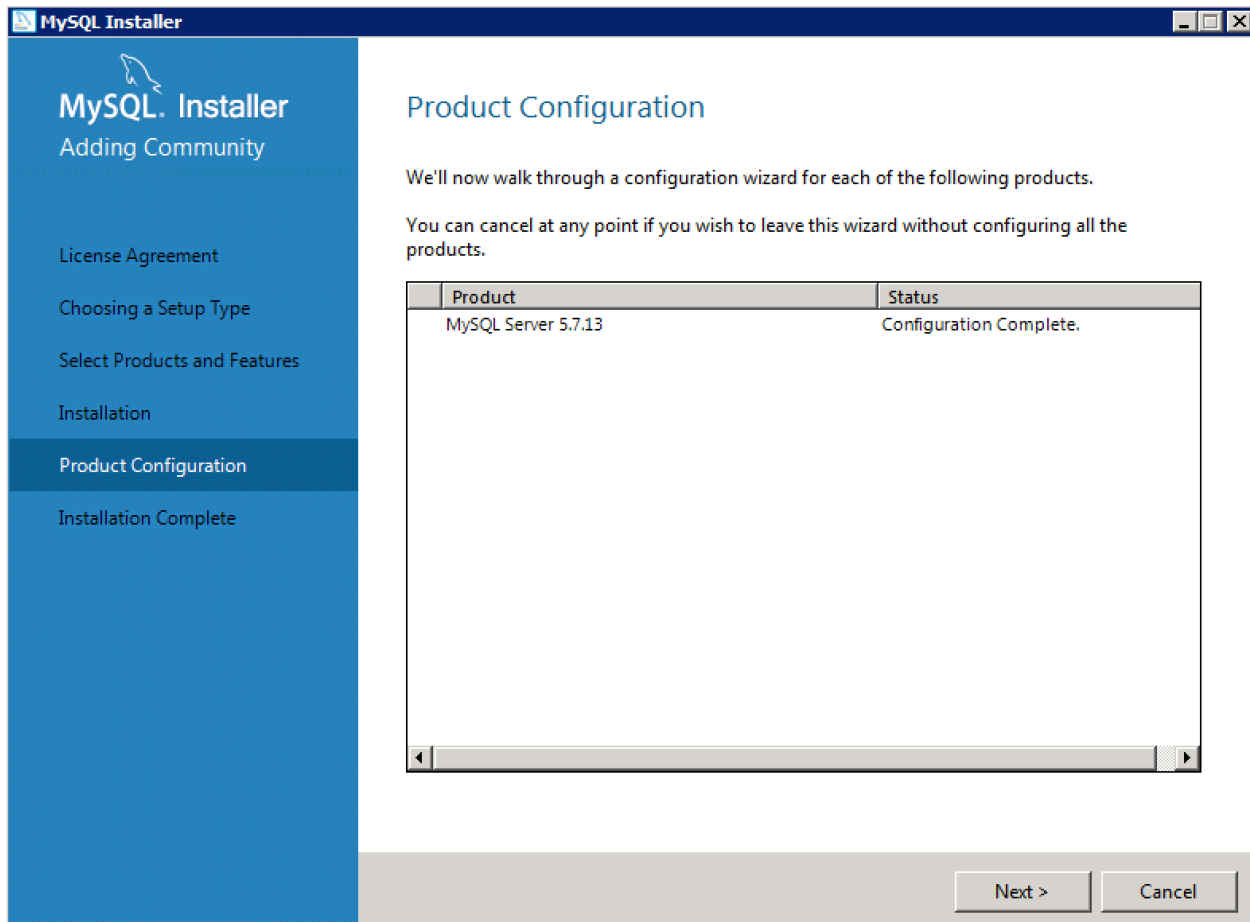 MySQL Installer
MySQL. Installer
Adding Community
License Agreement
Choosing a Setup Type
Select Products and Features
Installation
Product Configuration
Installation Complete
Product Configuration
We'll now walk through a configuration wizard for each of the following products.
You can cancel at any point if you wish to leave this wizard without configuring all the
products.
Product Status
MySQL Server 5.7.13 Configuration Complete.
Next > Cancel